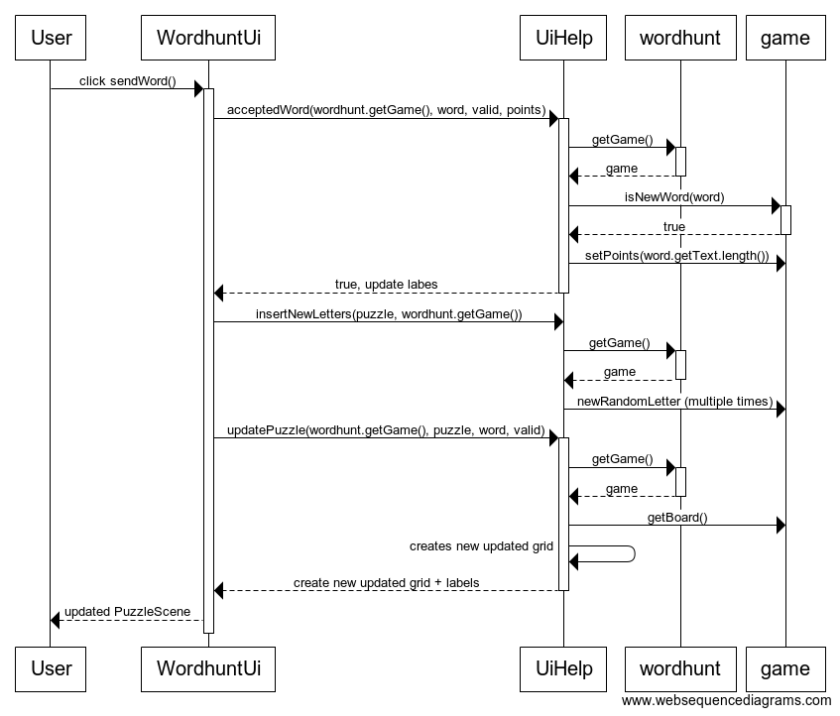 User WordhuntUi UiHelp wordhunt game
click sendWord()
acceptedWord(wordhunt.getGame(), word, valid, points)
getGame()
game
isNewWord(word)
true
setPoints(word.getText.length())
true, update labes
insertNewLetters(puzzle, wordhunt.getGame())
getGame()
game
newRandomLetter (multiple times)
updatePuzzle(wordhunt.getGame(), puzzle, word, valid)
getGame()
game
getBoard()
creates new updated grid
create new updated grid + labels
updated PuzzleScene
User WordhuntUi UiHelp wordhunt game
www.websequencediagrams.com